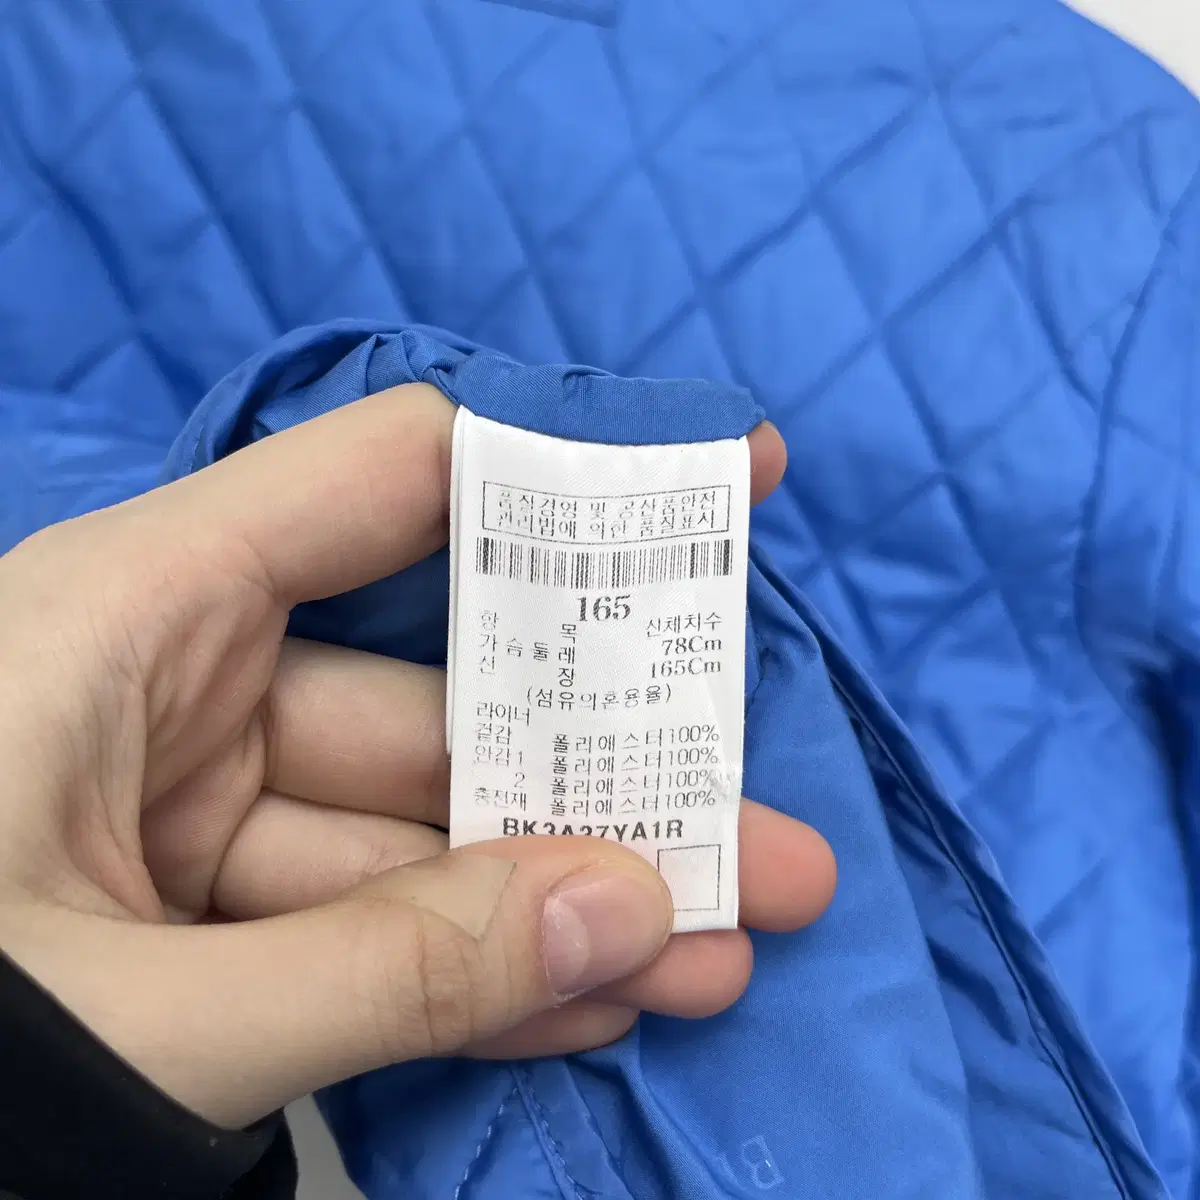 품질경영 및 공산품안전
관리법에 의한 품질표시
165
항 목 신체치수
가슴둘레 78Cm
신 장 165Cm
(섬유의혼용율)
라이너
겉감 폴리에스터100%
안감1 폴리에스터100%
2 폴리에스터100%
충전재 폴리에스터100%
BK3A27YA1R